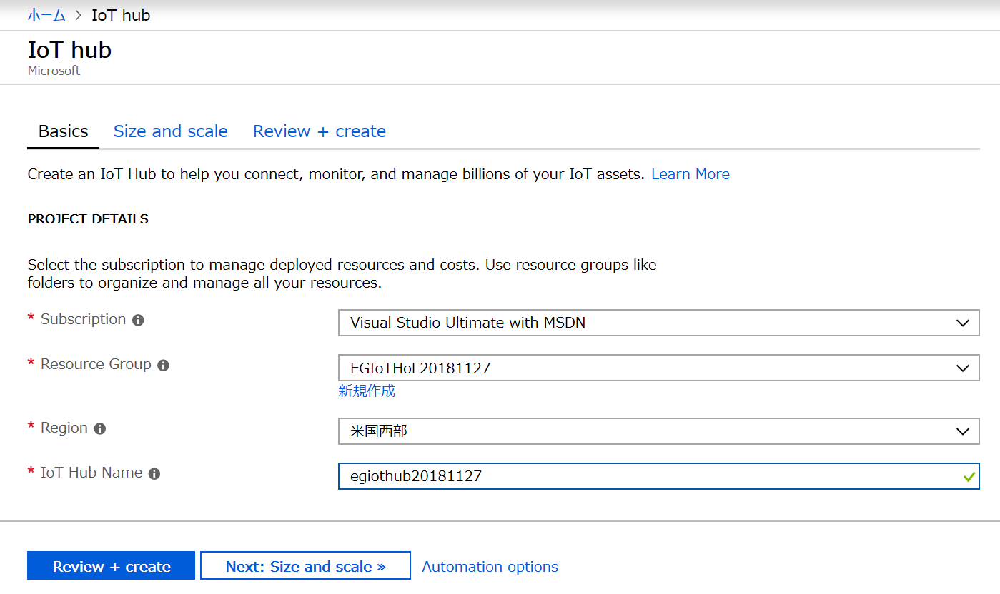 ホーム > IoT hub
IoT hub
Microsoft
Basics Size and scale Review + create
Create an IoT Hub to help you connect, monitor, and manage billions of your IoT assets. Learn More
PROJECT DETAILS
Select the subscription to manage deployed resources and costs. Use resource groups like
folders to organize and manage all your resources.
* Subscription Visual Studio Ultimate with MSDN
* Resource Group EGIoTHoL20181127
新規作成
* Region 米国西部
* IoT Hub Name egiothub20181127
Review + create Next: Size and scale » Automation options